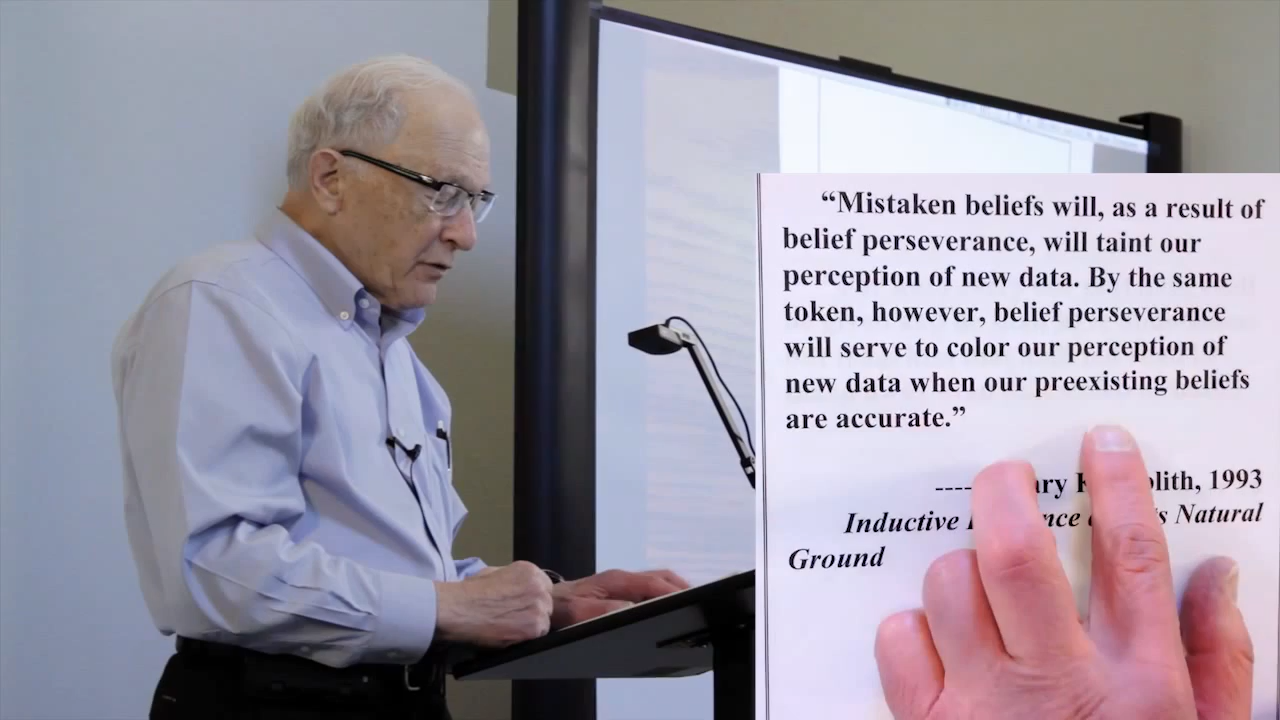 “Mistaken beliefs will, as a result of
belief perseverance, will taint our
perception of new data. By the same
token, however, belief perseverance
will serve to color our perception of
new data when our preexisting beliefs
are accurate.”
---- 1993
Inductive Natural
Ground